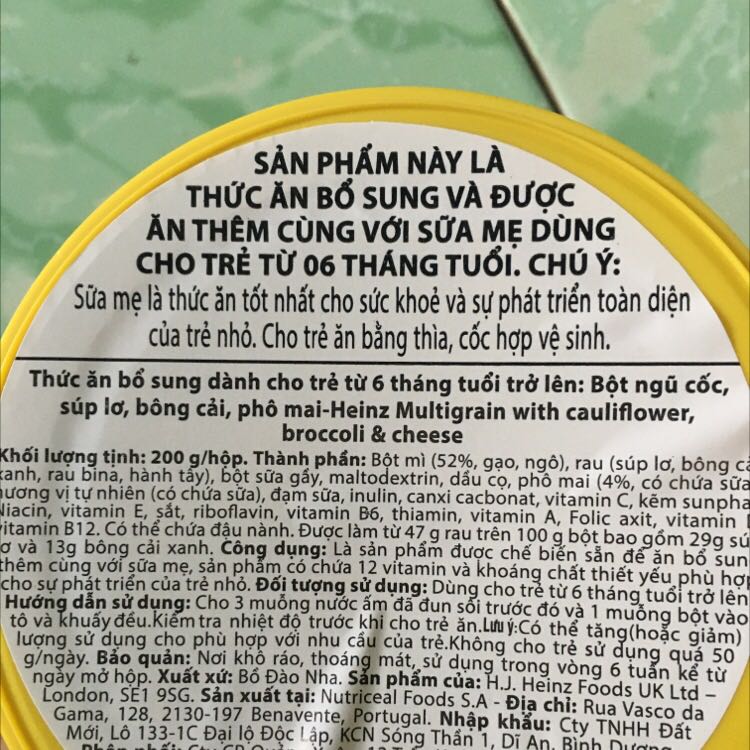 SẢN PHẨM NÀY LÀ
THỨC ĂN BỔ SUNG VÀ ĐƯỢC
ĂN THÊM CÙNG VỚI SỮA MẸ DÙNG
CHO TRẺ TỪ 06 THÁNG TUỔI. CHÚ Ý:
Sữa mẹ là thức ăn tốt nhất cho sức khoẻ và sự phát triển toàn diện
của trẻ nhỏ. Cho trẻ ăn bằng thìa, cốc hợp vệ sinh.
Thức ăn bổ sung dành cho trẻ từ 6 tháng tuổi trở lên: Bột ngũ cốc,
súp lơ, bông cải, phô mai-Heinz Multigrain with cauliflower,
broccoli & cheese
Khối lượng tịnh: 200 g/hộp. Thành phần: Bột mì (52%, gạo, ngô), rau (súp lơ, bông cả
xanh, rau bina, hành tây), bột sữa gầy, maltodextrin, dầu cọ, phô mai (4%, có chứa sữa
hương vị tự nhiên (có chứa sữa), đạm sữa, inulin, canxi cacbonat, vitamin C, kẽm sunpha
Niacin, vitamin E, sắt, riboflavin, vitamin B6, thiamin, vitamin A, Folic axit, vitamin
vitamin B12. Có thể chứa đậu nành. Được làm từ 47 g rau trên 100 g bột bao gồm 29g sú
ơ và 13g bông cải xanh. Công dụng: Là sản phẩm được chế biến sẵn để ăn bổ sun
thêm cùng với sữa mẹ, sản phẩm có chứa 12 vitamin và khoáng chất thiết yếu phù hợ
cho sự phát triển của trẻ nhỏ. Đối tượng sử dụng: Dùng cho trẻ từ 6 tháng tuổi trở lên
Hướng dẫn sử dụng: Cho 3 muỗng nước ấm đã đun sôi trước đó và 1 muỗng bột vào
tô và khuấy đều.Kiểm tra nhiệt độ trước khi cho trẻ ăn.Lưu ý:Có thể tăng(hoặc giảm)
lượng sử dụng cho phù hợp với nhu cầu của trẻ.Không cho trẻ sử dụng quá 50
g/ngày. Bảo quản: Nơi khô ráo, thoáng mát, sử dụng trong vòng 6 tuần kể từ
ngày mở hộp. Xuất xứ: Bồ Đào Nha. Sản phẩm của: H.J. Heinz Foods UK Ltd –
London, SE1 9SG. Sản xuất tại: Nutriceal Foods S.A - Địa chỉ: Rua Vasco da
Gama, 128, 2130-197 Benavente, Portugal. Nhập khẩu: Cty TNHH Đất
Mới, Lô 133-1C Đại lộ Độc Lập, KCN Sóng Thần 1, Dĩ An, Bình Dương